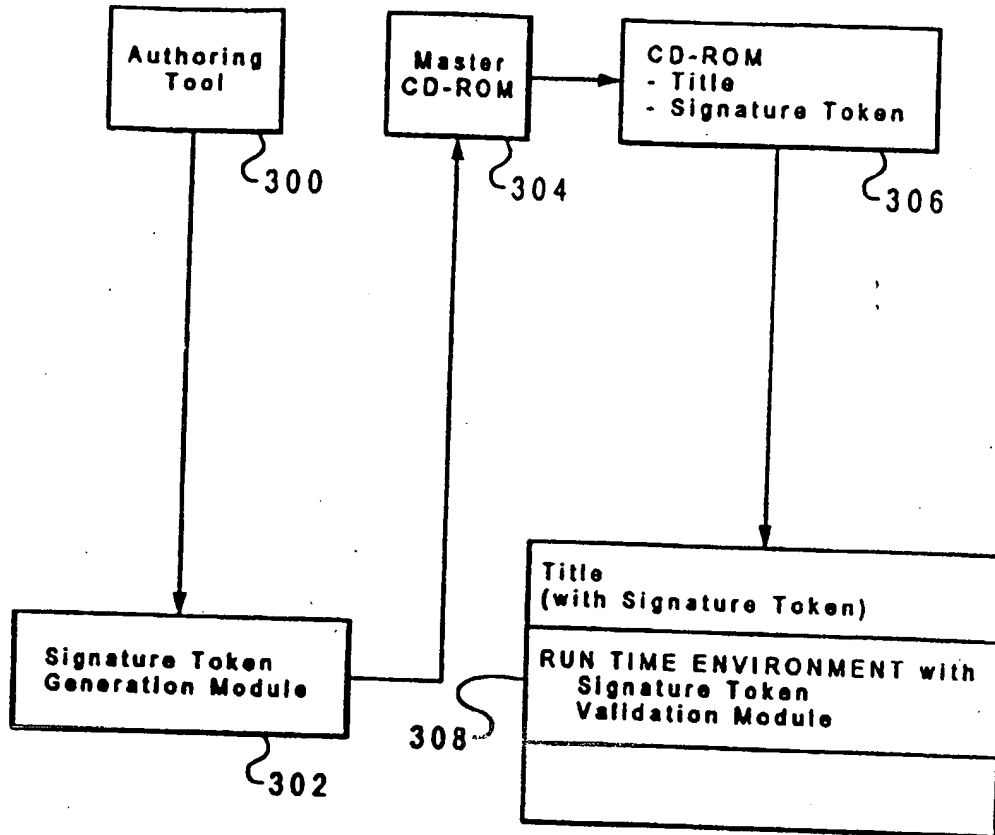 Authoring
Tool
300
Master
CD-ROM
304
CD-ROM
- Title
- Signature Token
306
Signature Token
Generation Module
302
Title
(with Signature Token)
RUN TIME ENVIRONMENT with
Signature Token
Validation Module
308